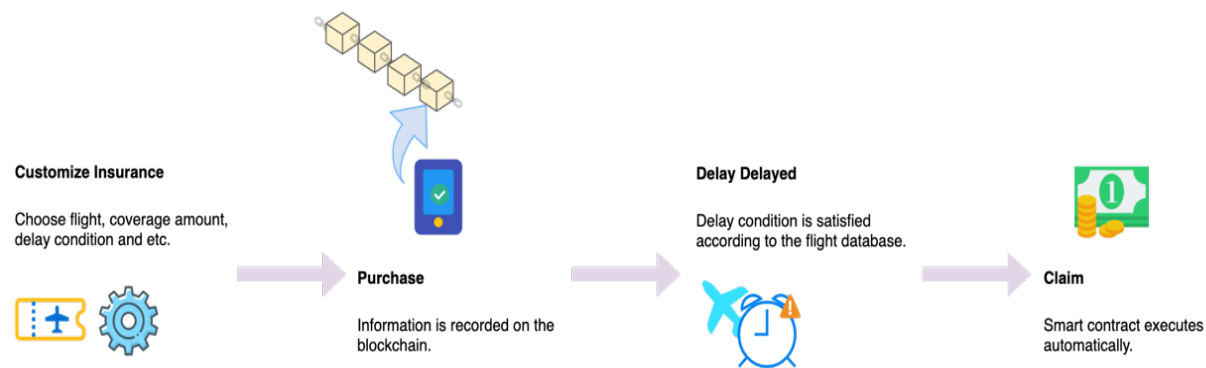 Customize Insurance
Choose flight, coverage amount,
delay condition and etc.
Purchase
Information is recorded on the
blockchain.
Delay Delayed
Delay condition is satisfied
according to the flight database.
1
Claim
Smart contract executes
automatically.